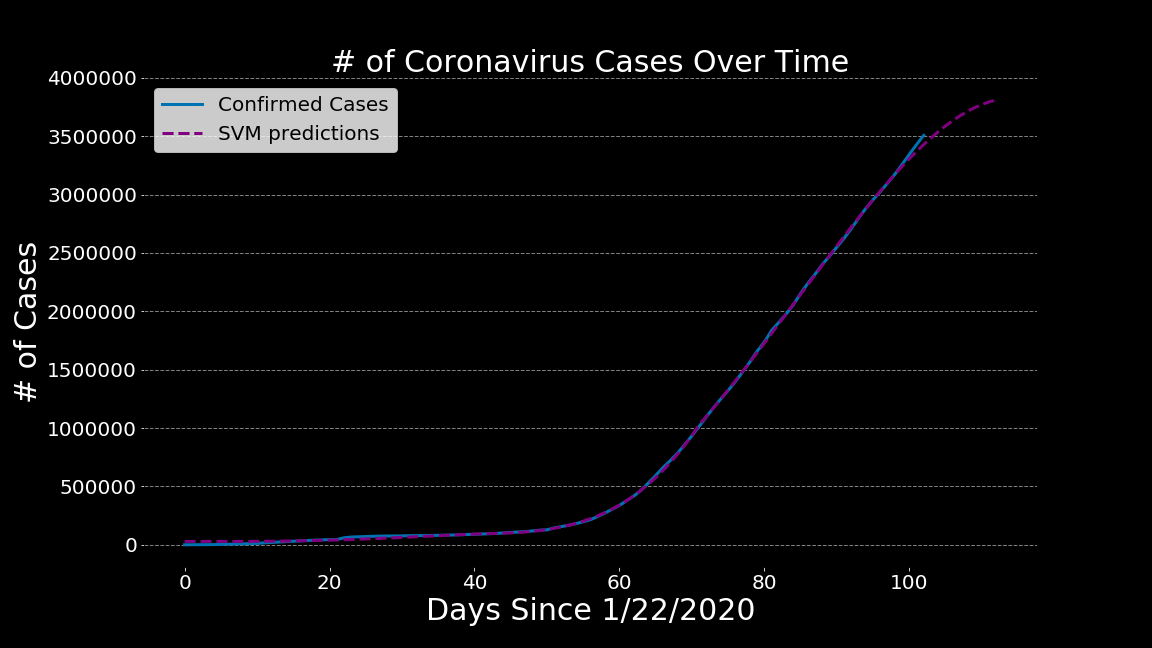 # of Coronavirus Cases Over Time
4000000
3500000
3000000
2500000
2000000
1500000
1000000
500000
0
# of Cases
Confirmed Cases
SVM predictions
0 20 40 60 80 100
Days Since 1/22/2020